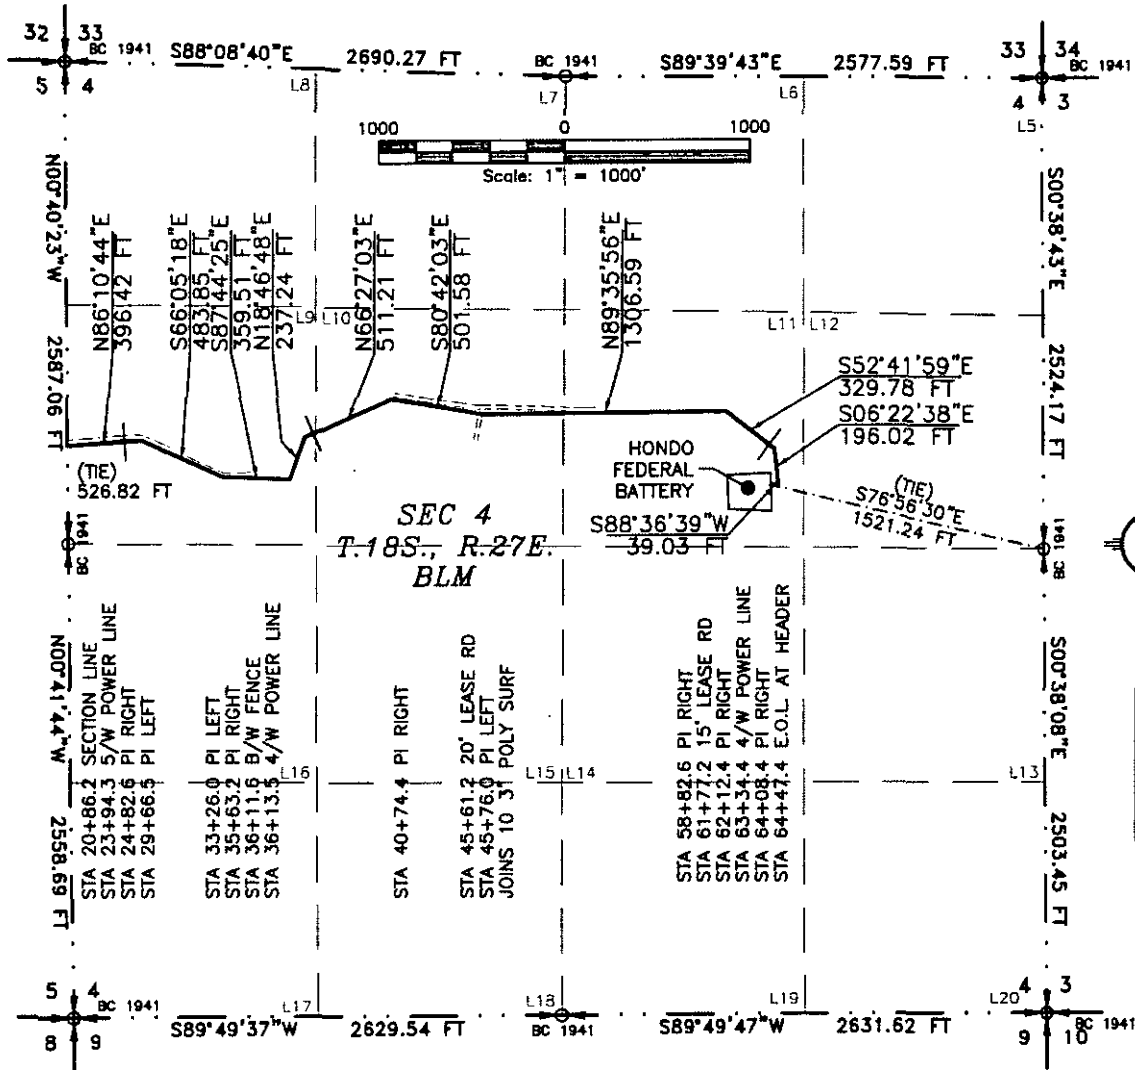 32 33
BC 1941
5 4
S88°08'40"E 2690.27 FT
BC 1941
S89°39'43"E 2577.59 FT
33 34
BC 1941
4 3
L8
L7
L6
L5
1000 0 1000
Scale: 1" = 1000'
N00°40'23"W 2587.06 FT
N86°10'44"E
396.42 FT
S66°05'18"E
483.85 FT
S87°44'25"E
359.51 FT
N18°46'48"E
237.24 FT
N66°27'03"E
511.21 FT
S80°42'03"E
501.58 FT
N89°35'56"E
1306.59 FT
S00°38'43"E 2524.17 FT
L9 L10
L11 L12
S52°41'59"E
329.78 FT
S06°22'38"E
196.02 FT
(TIE)
526.82 FT
HONDO
FEDERAL
BATTERY
S88°36'39"W
39.03 FT
(TIE)
S76°56'30"E
1521.24 FT
BC 1941
SEC 4
T.18S., R.27E.
BLM
BC 1941
N00°41'44"W 2558.69 FT
STA 20+86.2 SECTION LINE
STA 23+94.3 5/W POWER LINE
STA 24+82.6 PI RIGHT
STA 29+66.5 PI LEFT
STA 33+26.0 PI LEFT
STA 35+63.2 PI RIGHT
STA 36+11.6 B/W FENCE
STA 36+13.5 4/W POWER LINE
STA 40+74.4 PI RIGHT
STA 45+61.2 20' LEASE RD
STA 45+76.0 PI LEFT
JOINS 10 3" POLY SURF
STA 58+82.6 PI RIGHT
STA 61+77.2 15' LEASE RD
STA 62+12.4 PI RIGHT
STA 63+34.4 4/W POWER LINE
STA 64+08.4 PI RIGHT
STA 64+47.4 E.O.L. AT HEADER
S00°38'08"E 2503.45 FT
L16
L15 L14
L13
5 4
BC 1941
8 9
L17
S89°49'37"W 2629.54 FT
L18
BC 1941
L19
S89°49'47"W 2631.62 FT
L20
4 3
BC 1941
9 10